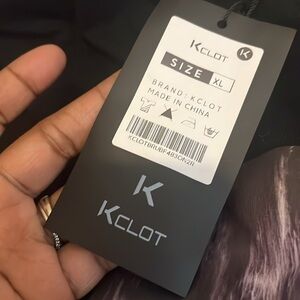 KCLOT
K
SIZE XL
BRAND: KCLOT
MADE IN CHINA
K
KCLOT